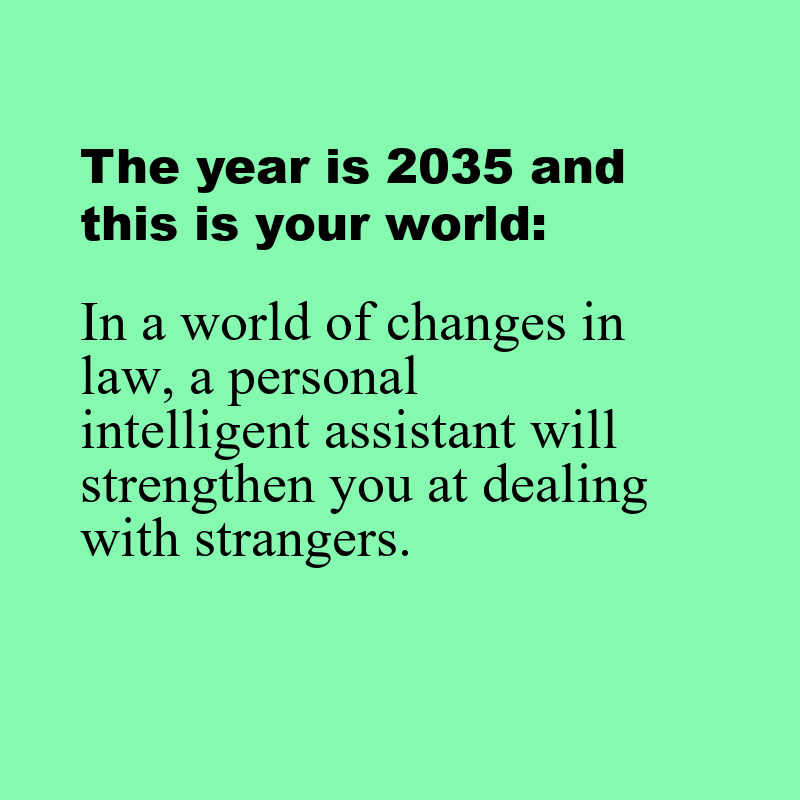 The year is 2035 and
this is your world:
In a world of changes in
law, a personal
intelligent assistant will
strengthen you at dealing
with strangers.